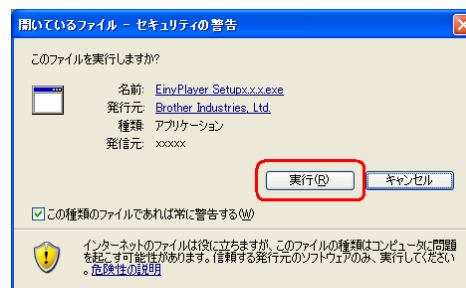 開いているファイル - セキュリティの警告
このファイルを実行しますか?
名前: EinyPlayer Setupx.x.x.exe
発行元: Brother Industries, Ltd.
種類: アプリケーション
発信元: xxxxx
実行(R) キャンセル
この種類のファイルであれば常に警告する(W)
インターネットのファイルは役に立ちますが、このファイルの種類はコンピュータに問題
を起こす可能性があります。信頼する発行元のソフトウェアのみ、実行してください
。危険性の説明